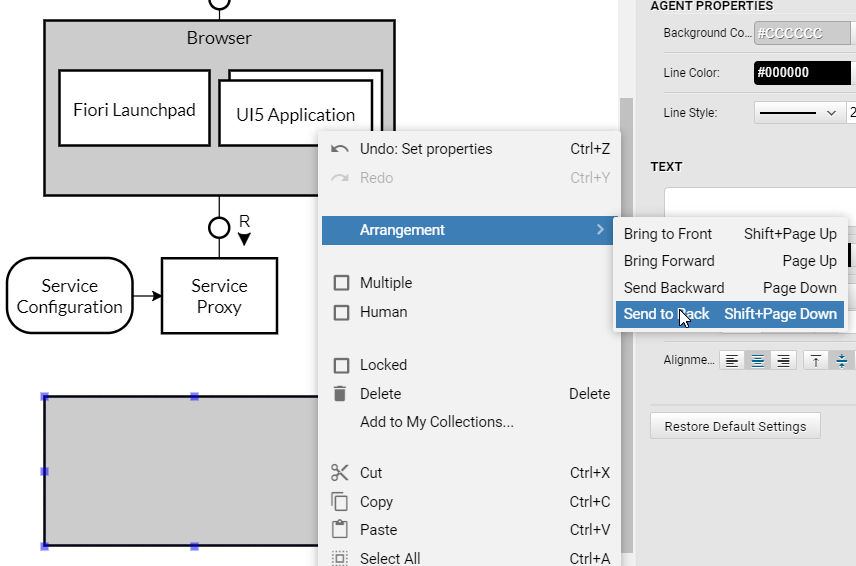 AGENT PROPERTIES
Browser
Background Co... #CCCCCC
Line Color: #000000
Fiori Launchpad
UI5 Application
Line Style: 2
Undo: Set properties Ctrl+Z
Redo Ctrl+Y
TEXT
R
Arrangement
Bring to Front Shift+Page Up
Bring Forward Page Up
Send Backward Page Down
Send to Back Shift+Page Down
Service
Configuration
Service
Proxy
Multiple
Human
Locked
Alignme...
Delete Delete
Add to My Collections...
Restore Default Settings
Cut Ctrl+X
Copy Ctrl+C
Paste Ctrl+V
Select All Ctrl+A